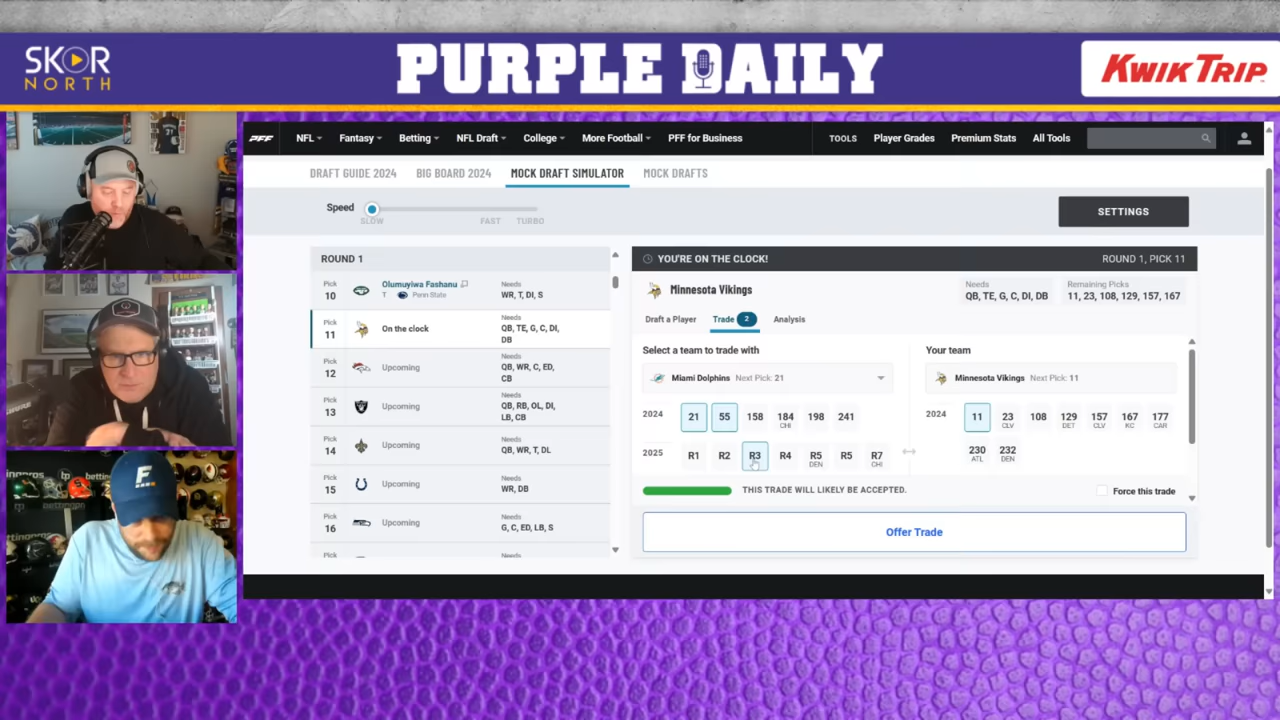 SKOR
NORTH
PURPLE DAILY
KWIK TRIP
PFF
NFL
Fantasy
Betting
NFL Draft
College
More Football
PFF for Business
TOOLS
Player Grades
Premium Stats
All Tools
DRAFT GUIDE 2024
BIG BOARD 2024
MOCK DRAFT SIMULATOR
MOCK DRAFTS
Speed
SLOW
FAST
TURBO
SETTINGS
ROUND 1
Pick
10
Olumuyiwa Fashanu
T
Penn State
Needs
WR, T, DI, S
Pick
11
On the clock
Needs
QB, TE, G, C, DI,
DB
Pick
12
Upcoming
Needs
QB, WR, C, ED,
CB
Pick
13
Upcoming
Needs
QB, RB, OL, DI,
LB, CB
Pick
14
Upcoming
Needs
QB, WR, T, DL
Pick
15
Upcoming
Needs
WR, DB
Pick
16
Upcoming
Needs
G, C, ED, LB, S
Pick
Needs
YOU'RE ON THE CLOCK!
ROUND 1, PICK 11
Minnesota Vikings
Needs
QB, TE, G, C, DI, DB
Remaining Picks
11, 23, 108, 129, 157, 167
Draft a Player
Trade 2
Analysis
Select a team to trade with
Miami Dolphins Next Pick: 21
2024
21
55
158
184
CHI
198
241
2025
R1
R2
R3
R4
R5
DEN
R5
R7
CHI
Your team
Minnesota Vikings Next Pick: 11
2024
11
23
CLV
108
129
DET
157
CLV
167
KC
177
CAR
230
ATL
232
DEN
THIS TRADE WILL LIKELY BE ACCEPTED.
Force this trade
Offer Trade